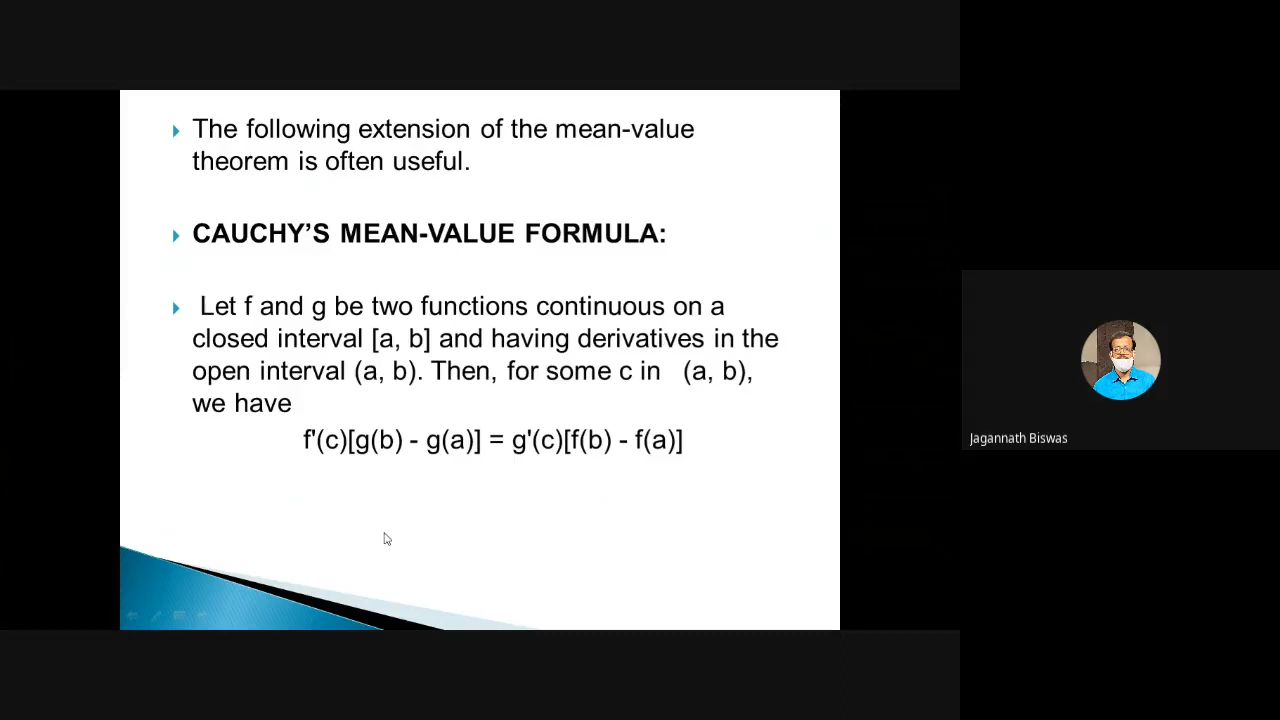 The following extension of the mean-value
theorem is often useful.
CAUCHY’S MEAN-VALUE FORMULA:
Let f and g be two functions continuous on a
closed interval [a, b] and having derivatives in the
open interval (a, b). Then, for some c in (a, b),
we have
f'(c)[g(b) - g(a)] = g'(c)[f(b) - f(a)]
Jagannath Biswas